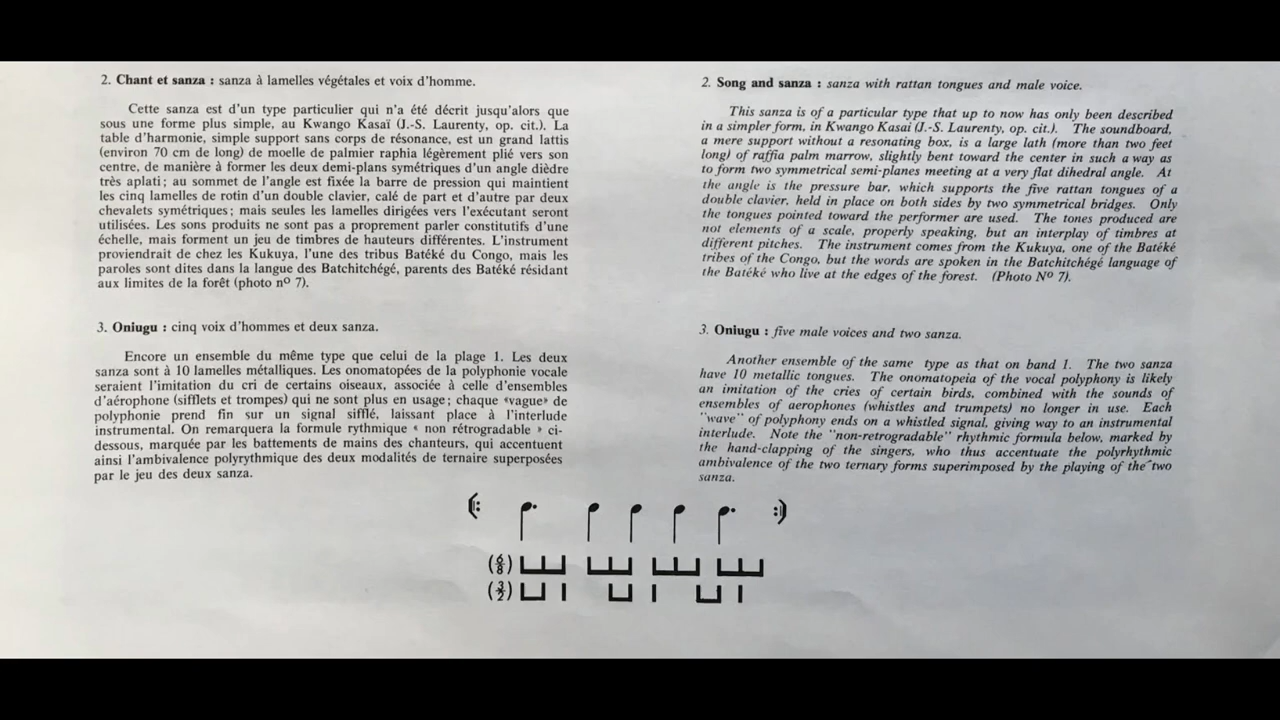 2. Chant et sanza : sanza à lamelles végétales et voix d'homme.
Cette sanza est d'un type particulier qui n'a été décrit jusqu'alors que
sous une forme plus simple, au Kwango Kasaï (J.-S. Laurenty, op. cit.). La
table d'harmonie, simple support sans corps de résonance, est un grand lattis
(environ 70 cm de long) de moelle de palmier raphia légèrement plié vers son
centre, de manière à former les deux demi-plans symétriques d'un angle dièdre
très aplati ; au sommet de l'angle est fixée la barre de pression qui maintient
les cinq lamelles de rotin d'un double clavier, calé de part et d'autre par deux
chevalets symétriques ; mais seules les lamelles dirigées vers l'exécutant seront
utilisées. Les sons produits ne sont pas a proprement parler constitutifs d'une
échelle, mais forment un jeu de timbres de hauteurs différentes. L'instrument
proviendrait de chez les Kukuya, l'une des tribus Batéké du Congo, mais les
paroles sont dites dans la langue des Batchitchégé, parents des Batéké résidant
aux limites de la forêt (photo nº 7).
3. Oniugu : cinq voix d'hommes et deux sanza.
Encore un ensemble du même type que celui de la plage 1. Les deux
sanza sont à 10 lamelles métalliques. Les onomatopées de la polyphonie vocale
seraient l'imitation du cri de certains oiseaux, associée à celle d'ensembles
d'aérophone (sifflets et trompes) qui ne sont plus en usage ; chaque «vague» de
polyphonie prend fin sur un signal sifflé, laissant place à l'interlude
instrumental. On remarquera la formule rythmique « non rétrogradable » ci-
dessous, marquée par les battements de mains des chanteurs, qui accentuent
ainsi l'ambivalence polyrythmique des deux modalités de ternaire superposées
par le jeu des deux sanza.
2. Song and sanza : sanza with rattan tongues and male voice.
This sanza is of a particular type that up to now has only been described
in a simpler form, in Kwango Kasaï (J.-S. Laurenty, op. cit.). The soundboard,
a mere support without a resonating box, is a large lath (more than two feet
long) of raffia palm marrow, slightly bent toward the center in such a way as
to form two symmetrical semi-planes meeting at a very flat dihedral angle. At
the angle is the pressure bar, which supports the five rattan tongues of a
double clavier, held in place on both sides by two symmetrical bridges. Only
the tongues pointed toward the performer are used. The tones produced are
not elements of a scale, properly speaking, but an interplay of timbres at
different pitches. The instrument comes from the Kukuya, one of the Batéké
tribes of the Congo, but the words are spoken in the Batchitchégé language of
the Batéké who live at the edges of the forest. (Photo Nº 7).
3. Oniugu : five male voices and two sanza.
Another ensemble of the same type as that on band 1. The two sanza
have 10 metallic tongues. The onomatopeia of the vocal polyphony is likely
an imitation of the cries of certain birds, combined with the sounds of
ensembles of aerophones (whistles and trumpets) no longer in use. Each
"wave" of polyphony ends on a whistled signal, giving way to an instrumental
interlude. Note the "non-retrogradable" rhythmic formula below, marked by
the hand-clapping of the singers, who thus accentuate the polyrhythmic
ambivalence of the two ternary forms superimposed by the playing of the two
sanza.
(6/8)
(3/2)